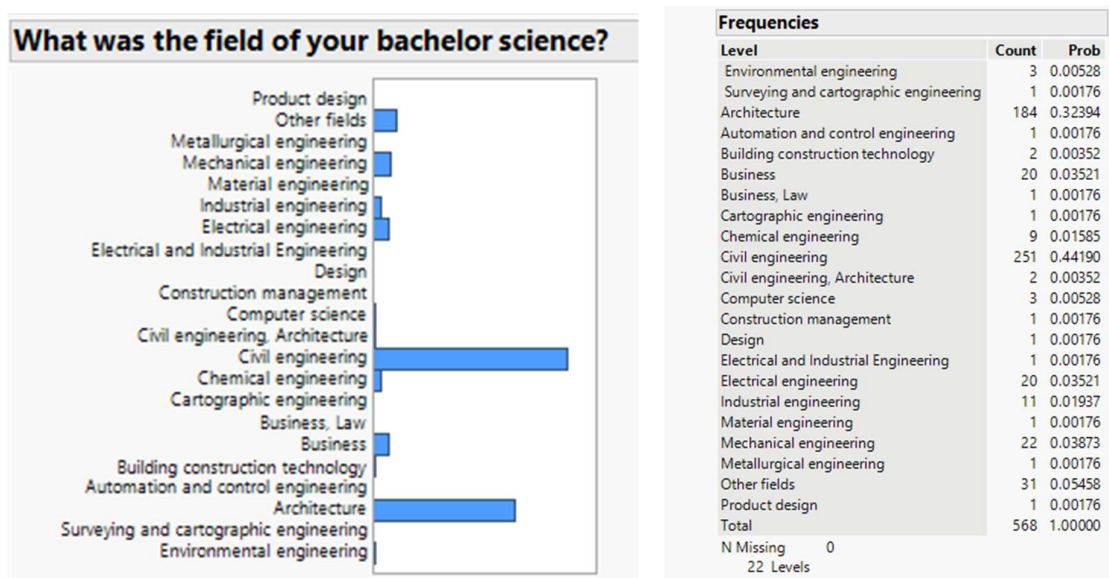 What was the field of your bachelor science?
Product design
Other fields
Metallurgical engineering
Mechanical engineering
Material engineering
Industrial engineering
Electrical engineering
Electrical and Industrial Engineering
Design
Construction management
Computer science
Civil engineering, Architecture
Civil engineering
Chemical engineering
Cartographic engineering
Business, Law
Business
Building construction technology
Automation and control engineering
Architecture
Surveying and cartographic engineering
Environmental engineering
Frequencies
Level Count Prob
Environmental engineering 3 0.00528
Surveying and cartographic engineering 1 0.00176
Architecture 184 0.32394
Automation and control engineering 1 0.00176
Building construction technology 2 0.00352
Business 20 0.03521
Business, Law 1 0.00176
Cartographic engineering 1 0.00176
Chemical engineering 9 0.01585
Civil engineering 251 0.44190
Civil engineering, Architecture 2 0.00352
Computer science 3 0.00528
Construction management 1 0.00176
Design 1 0.00176
Electrical and Industrial Engineering 1 0.00176
Electrical engineering 20 0.03521
Industrial engineering 11 0.01937
Material engineering 1 0.00176
Mechanical engineering 22 0.03873
Metallurgical engineering 1 0.00176
Other fields 31 0.05458
Product design 1 0.00176
Total 568 1.00000
N Missing 0
22 Levels